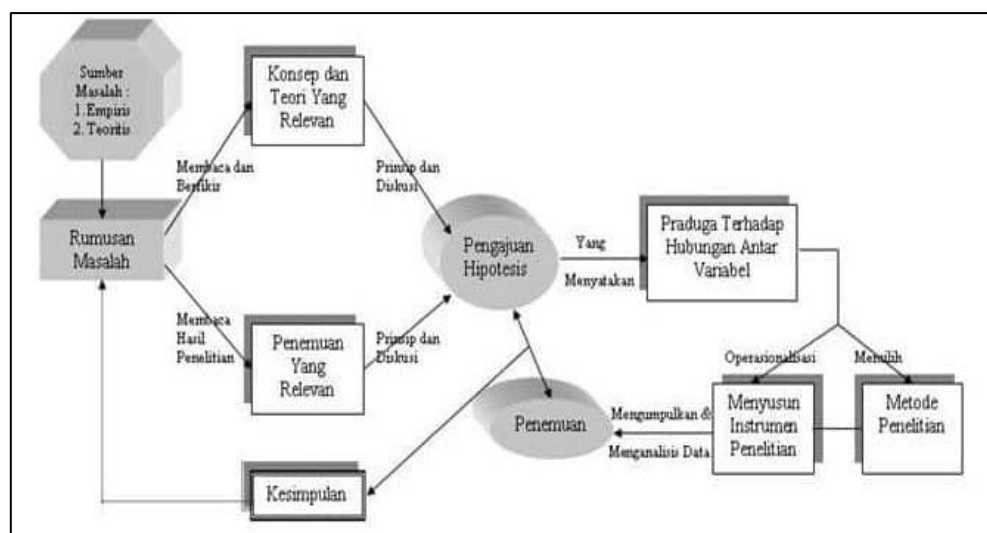 Sumber
Masalah :
1. Empiris
2. Teoritis
Konsep dan
Teori Yang
Relevan
Membaca dan
Berfikir
Prinsip dan
Diskusi
Rumusan
Masalah
Pengajuan
Hipotesis
Yang
Menyatakan
Praduga Terhadap
Hubungan Antar
Variabel
Membaca
Hasil
Penelitian
Penemuan
Yang
Relevan
Prinsip dan
Diskusi
Operasionalisasi
Memilih
Penemuan
Mengumpulkan &
Menganalisis Data
Menyusun
Instrumen
Penelitian
Metode
Penelitian
Kesimpulan